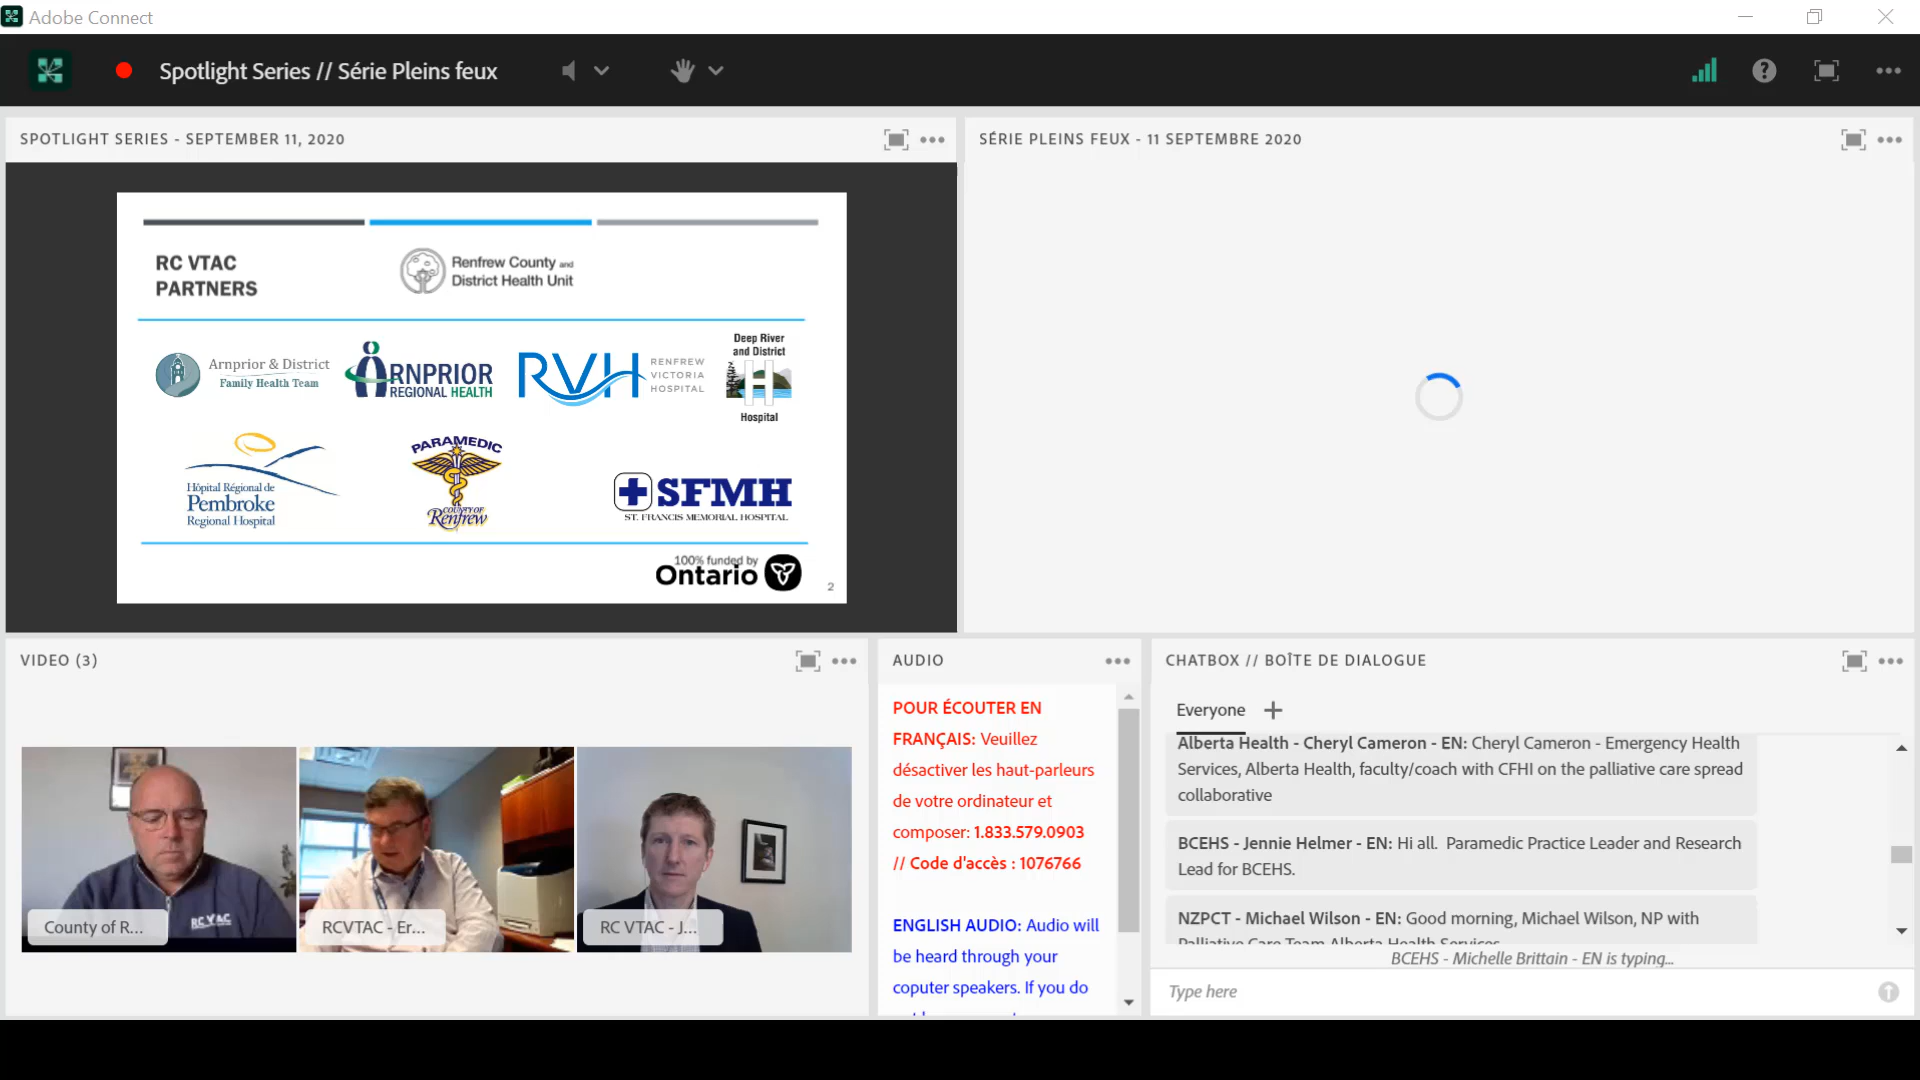 Adobe Connect
Spotlight Series // Série Pleins feux
SPOTLIGHT SERIES - SEPTEMBER 11, 2020
RC VTAC
PARTNERS
Renfrew County and
District Health Unit
Arnprior & District
Family Health Team
ARNPRIOR
REGIONAL HEALTH
RVH
RENFREW
VICTORIA
HOSPITAL
Deep River
and District
H
Hospital
Hôpital Régional de
Pembroke
Regional Hospital
PARAMEDIC
COUNTY OF
Renfrew
SFMH
ST. FRANCIS MEMORIAL HOSPITAL
100% funded by
Ontario
2
SÉRIE PLEINS FEUX - 11 SEPTEMBRE 2020
VIDEO (3)
RC VTAC
County of R...
RCVTAC - Er...
RC VTAC - J...
AUDIO
POUR ÉCOUTER EN
FRANÇAIS: Veuillez
désactiver les haut-parleurs
de votre ordinateur et
composer: 1.833.579.0903
// Code d'accès : 1076766
ENGLISH AUDIO: Audio will
be heard through your
coputer speakers. If you do
CHATBOX // BOÎTE DE DIALOGUE
Everyone
Alberta Health - Cheryl Cameron - EN: Cheryl Cameron - Emergency Health
Services, Alberta Health, faculty/coach with CFHI on the palliative care spread
collaborative
BCEHS - Jennie Helmer - EN: Hi all. Paramedic Practice Leader and Research
Lead for BCEHS.
NZPCT - Michael Wilson - EN: Good morning, Michael Wilson, NP with
Palliative Care Team Alberta Health Services
BCEHS - Michelle Brittain - EN is typing...
Type here